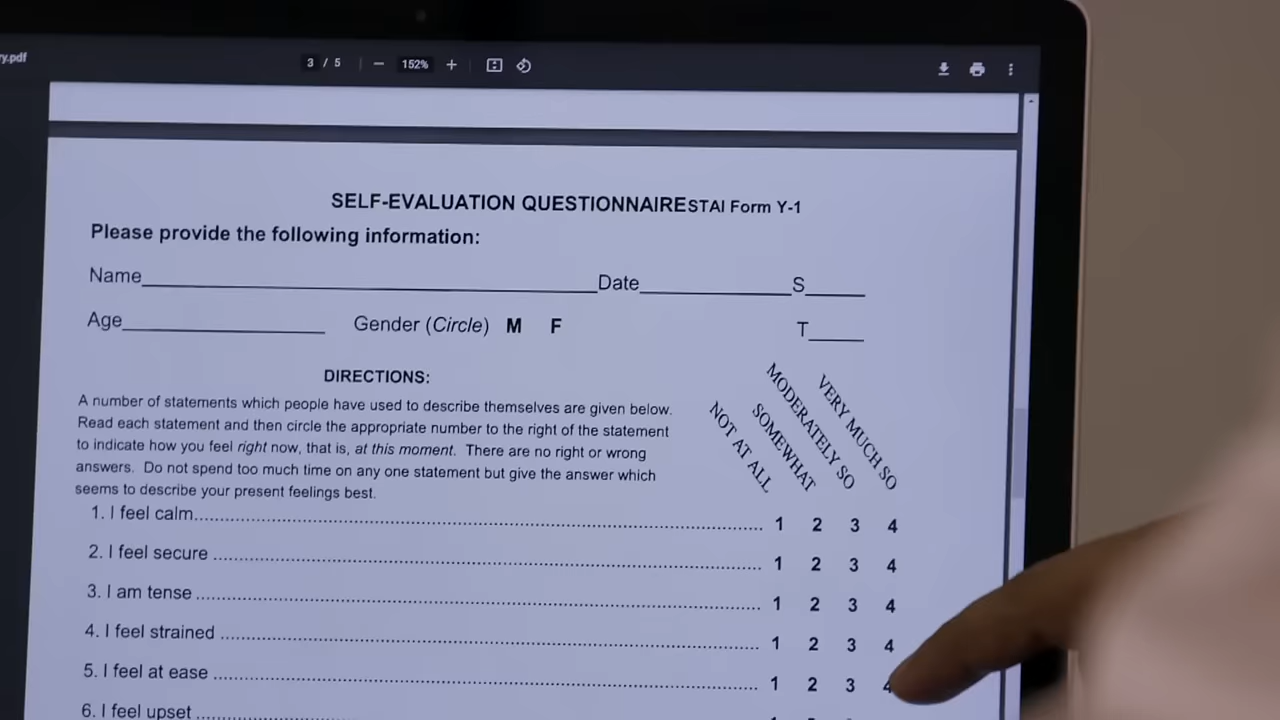 ry.pdf
3 / 5 152%
SELF-EVALUATION QUESTIONNAIRESTAI Form Y-1
Please provide the following information:
Name Date S
Age Gender (Circle) M F T
DIRECTIONS:
NOT AT ALL
SOMEWHAT
MODERATELY SO
VERY MUCH SO
A number of statements which people have used to describe themselves are given below.
Read each statement and then circle the appropriate number to the right of the statement
to indicate how you feel right now, that is, at this moment. There are no right or wrong
answers. Do not spend too much time on any one statement but give the answer which
seems to describe your present feelings best.
1. I feel calm 1 2 3 4
2. I feel secure 1 2 3 4
3. I am tense 1 2 3 4
4. I feel strained 1 2 3 4
5. I feel at ease 1 2 3 4
6. I feel upset